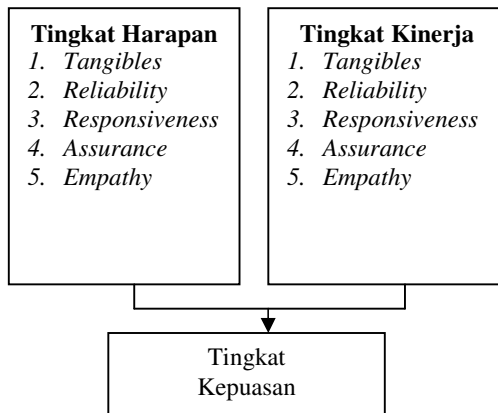 Tingkat Harapan
1. Tangibles
2. Reliability
3. Responsiveness
4. Assurance
5. Empathy
Tingkat Kinerja
1. Tangibles
2. Reliability
3. Responsiveness
4. Assurance
5. Empathy
Tingkat
Kepuasan